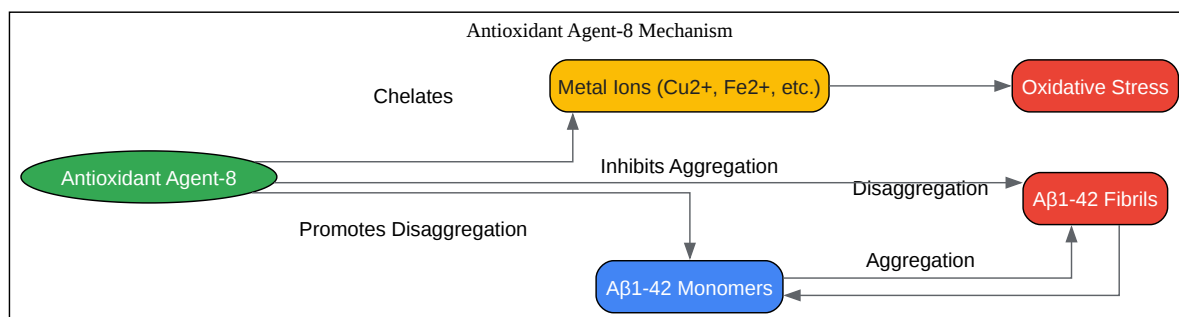 Antioxidant Agent-8 Mechanism
Chelates
Metal Ions (Cu2+, Fe2+, etc.)
Oxidative Stress
Antioxidant Agent-8
Inhibits Aggregation
Disaggregation
Aβ1-42 Fibrils
Promotes Disaggregation
Aβ1-42 Monomers
Aggregation